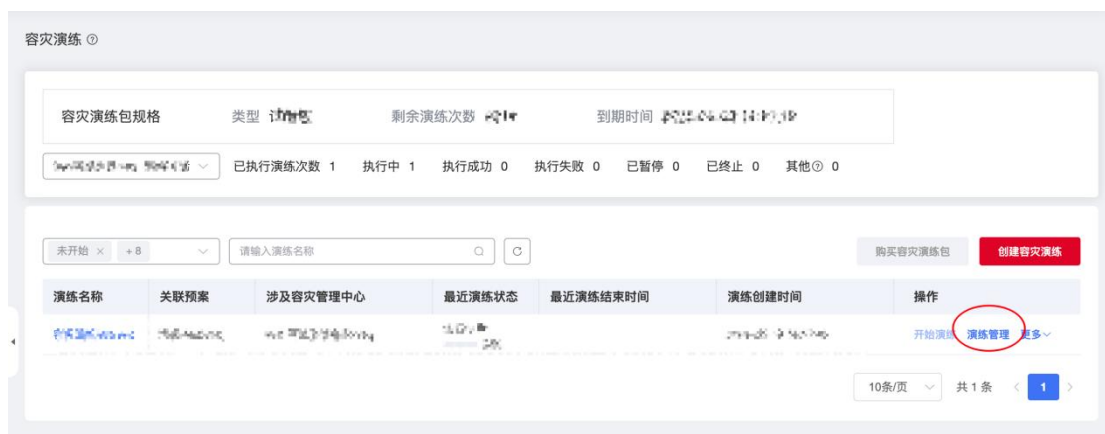 容灾演练 ?
容灾演练包规格 类型 剩余演练次数 到期时间
已执行演练次数 1 执行中 1 执行成功 0 执行失败 0 已暂停 0 已终止 0 其他 ? 0
未开始 × +8 请输入演练名称 购买容灾演练包 创建容灾演练
演练名称 关联预案 涉及容灾管理中心 最近演练状态 最近演练结束时间 演练创建时间 操作
开始演练 演练管理 更多
10条/页 共 1 条 < 1 >